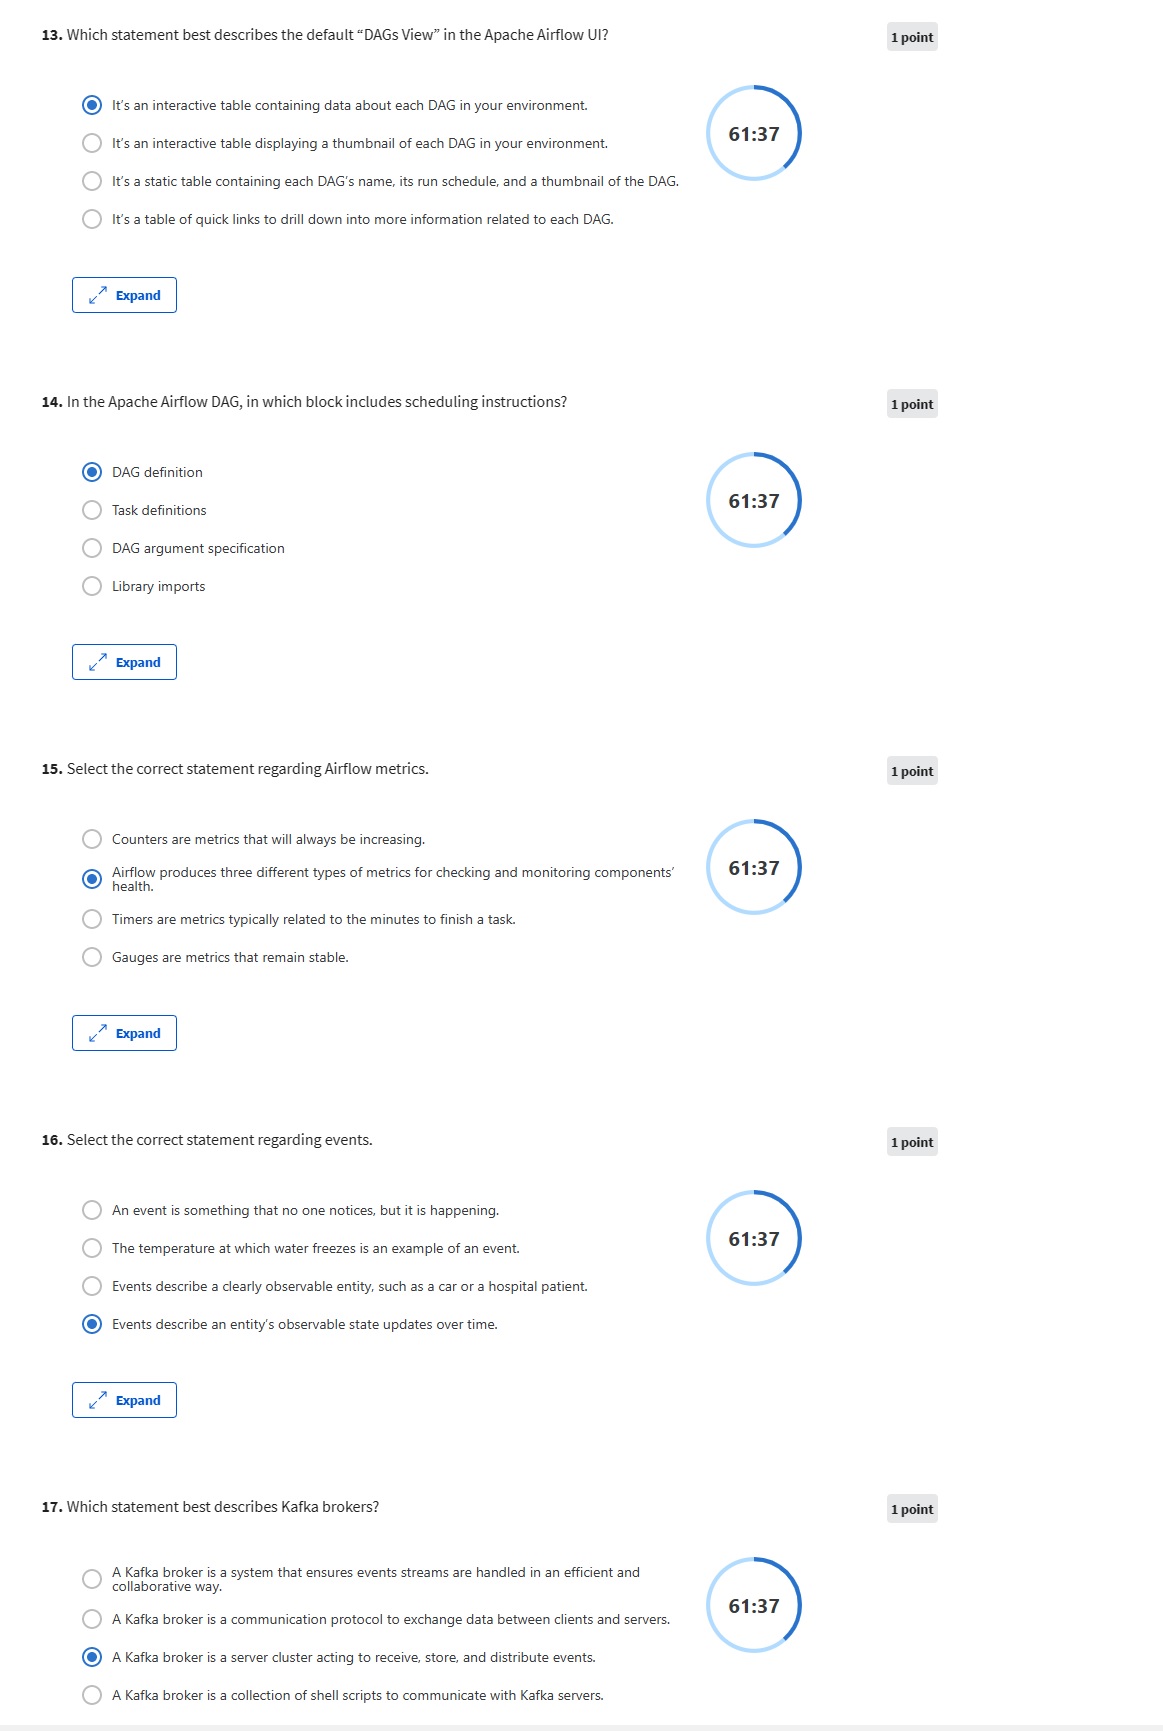 13. Which statement best describes the default “DAGs View” in the Apache Airflow UI?
1 point
It’s an interactive table containing data about each DAG in your environment.
It’s an interactive table displaying a thumbnail of each DAG in your environment.
It’s a static table containing each DAG’s name, its run schedule, and a thumbnail of the DAG.
It’s a table of quick links to drill down into more information related to each DAG.
61:37
Expand
14. In the Apache Airflow DAG, in which block includes scheduling instructions?
1 point
DAG definition
Task definitions
DAG argument specification
Library imports
61:37
Expand
15. Select the correct statement regarding Airflow metrics.
1 point
Counters are metrics that will always be increasing.
Airflow produces three different types of metrics for checking and monitoring components’
health.
Timers are metrics typically related to the minutes to finish a task.
Gauges are metrics that remain stable.
61:37
Expand
16. Select the correct statement regarding events.
1 point
An event is something that no one notices, but it is happening.
The temperature at which water freezes is an example of an event.
Events describe a clearly observable entity, such as a car or a hospital patient.
Events describe an entity’s observable state updates over time.
61:37
Expand
17. Which statement best describes Kafka brokers?
1 point
A Kafka broker is a system that ensures events streams are handled in an efficient and
collaborative way.
A Kafka broker is a communication protocol to exchange data between clients and servers.
A Kafka broker is a server cluster acting to receive, store, and distribute events.
A Kafka broker is a collection of shell scripts to communicate with Kafka servers.
61:37